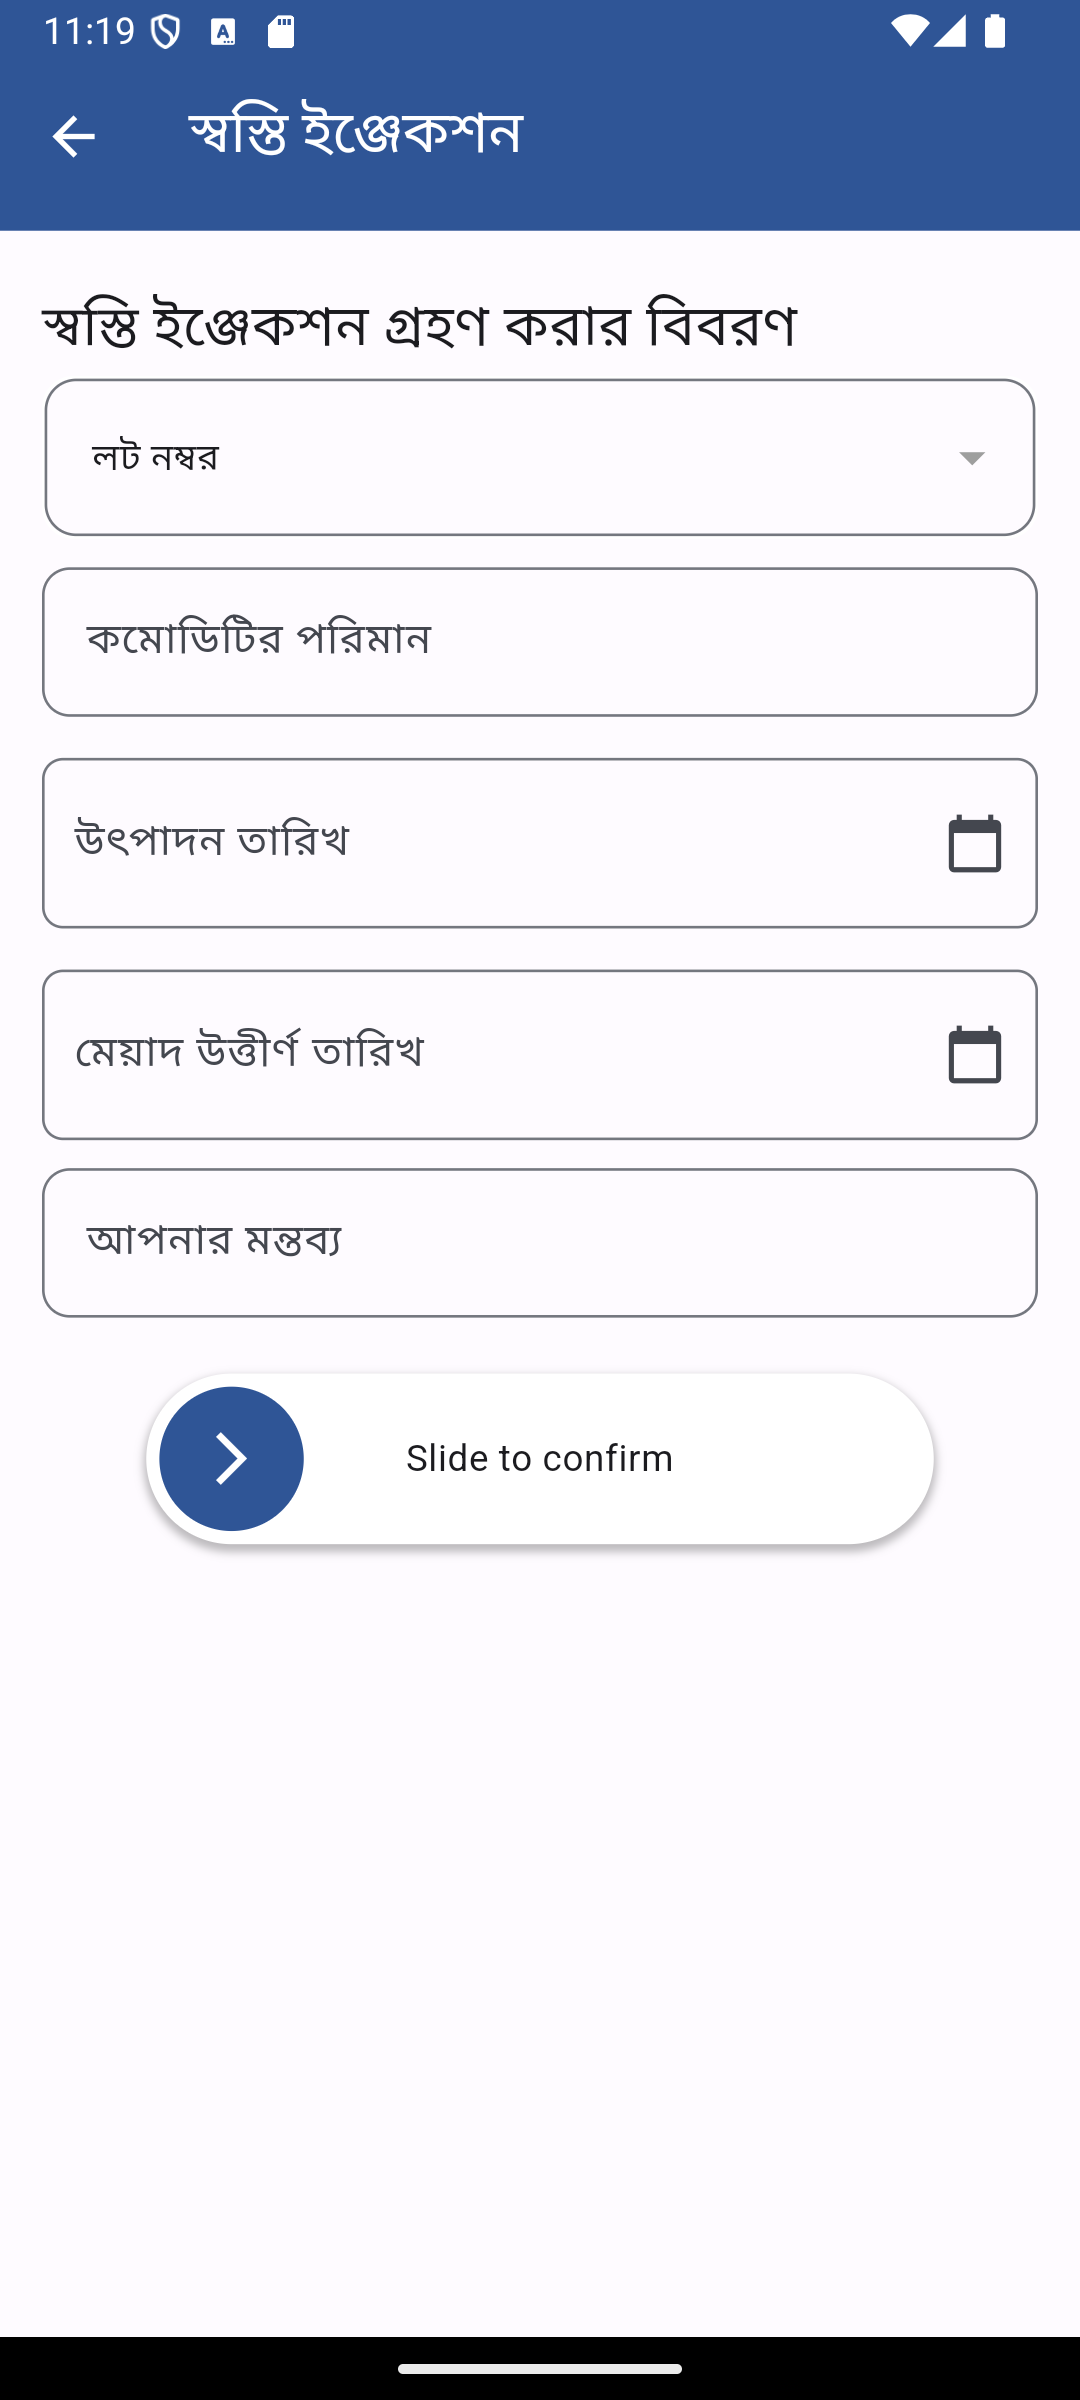 11:19
স্বস্তি ইঞ্জেকশন
স্বস্তি ইঞ্জেকশন গ্রহণ করার বিবরণ
লট নম্বর
কমোডিটির পরিমান
উৎপাদন তারিখ
মেয়াদ উত্তীর্ণ তারিখ
আপনার মন্তব্য
Slide to confirm